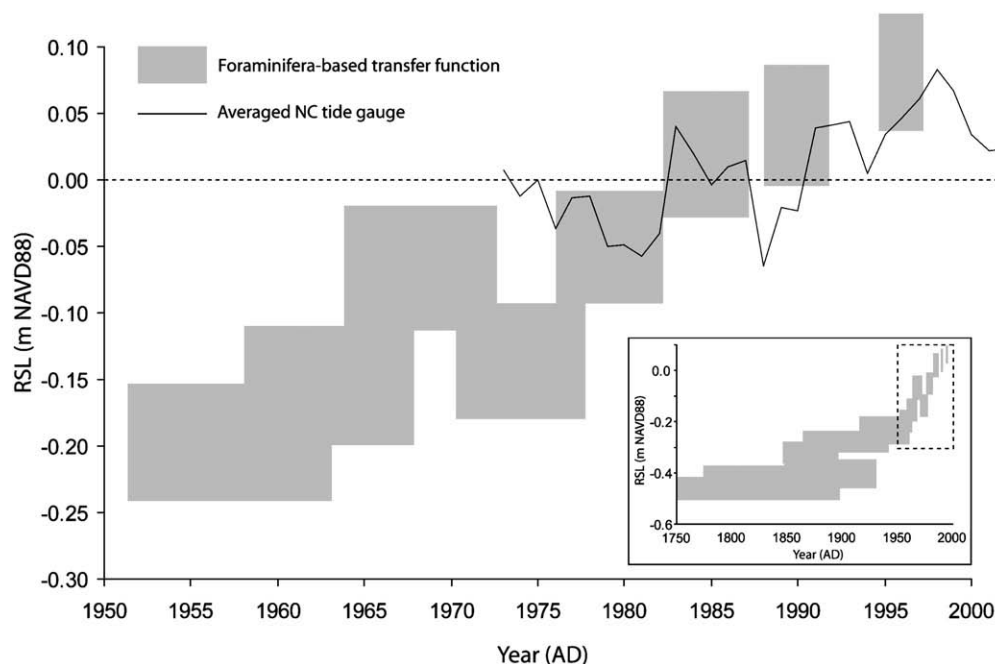 0.10
0.05
0.00
-0.05
-0.10
-0.15
-0.20
-0.25
-0.30
RSL (m NAVD88)
Foraminifera-based transfer function
Averaged NC tide gauge
1950 1955 1960 1965 1970 1975 1980 1985 1990 1995 2000
Year (AD)
0.0
-0.2
-0.4
-0.6
RSL (m NAVD88)
1750 1800 1850 1900 1950 2000
Year (AD)